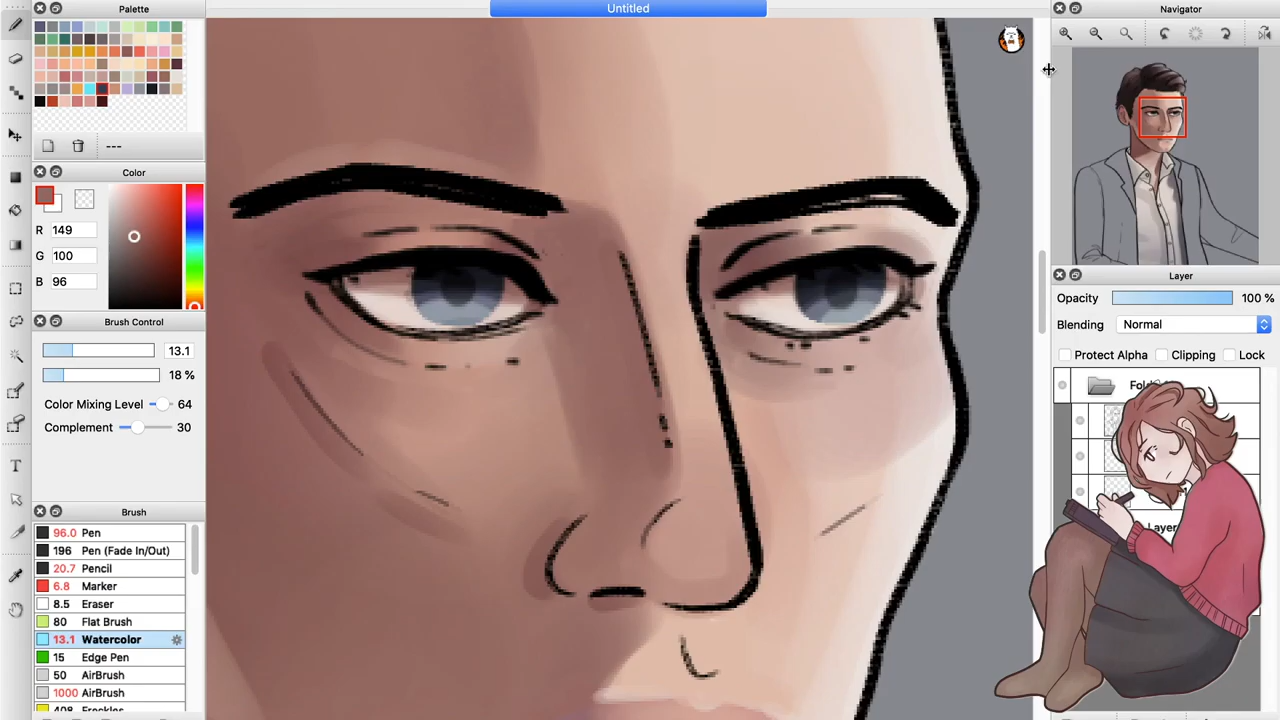 Palette
Untitled
Navigator
---
Color
R 149
G 100
B 96
Layer
Opacity 100 %
Blending Normal
Protect Alpha Clipping Lock
Brush Control
13.1
18 %
Color Mixing Level 64
Complement 30
Brush
96.0 Pen
196 Pen (Fade In/Out)
20.7 Pencil
6.8 Marker
8.5 Eraser
80 Flat Brush
13.1 Watercolor
15 Edge Pen
50 AirBrush
1000 AirBrush
408 Freckles
T